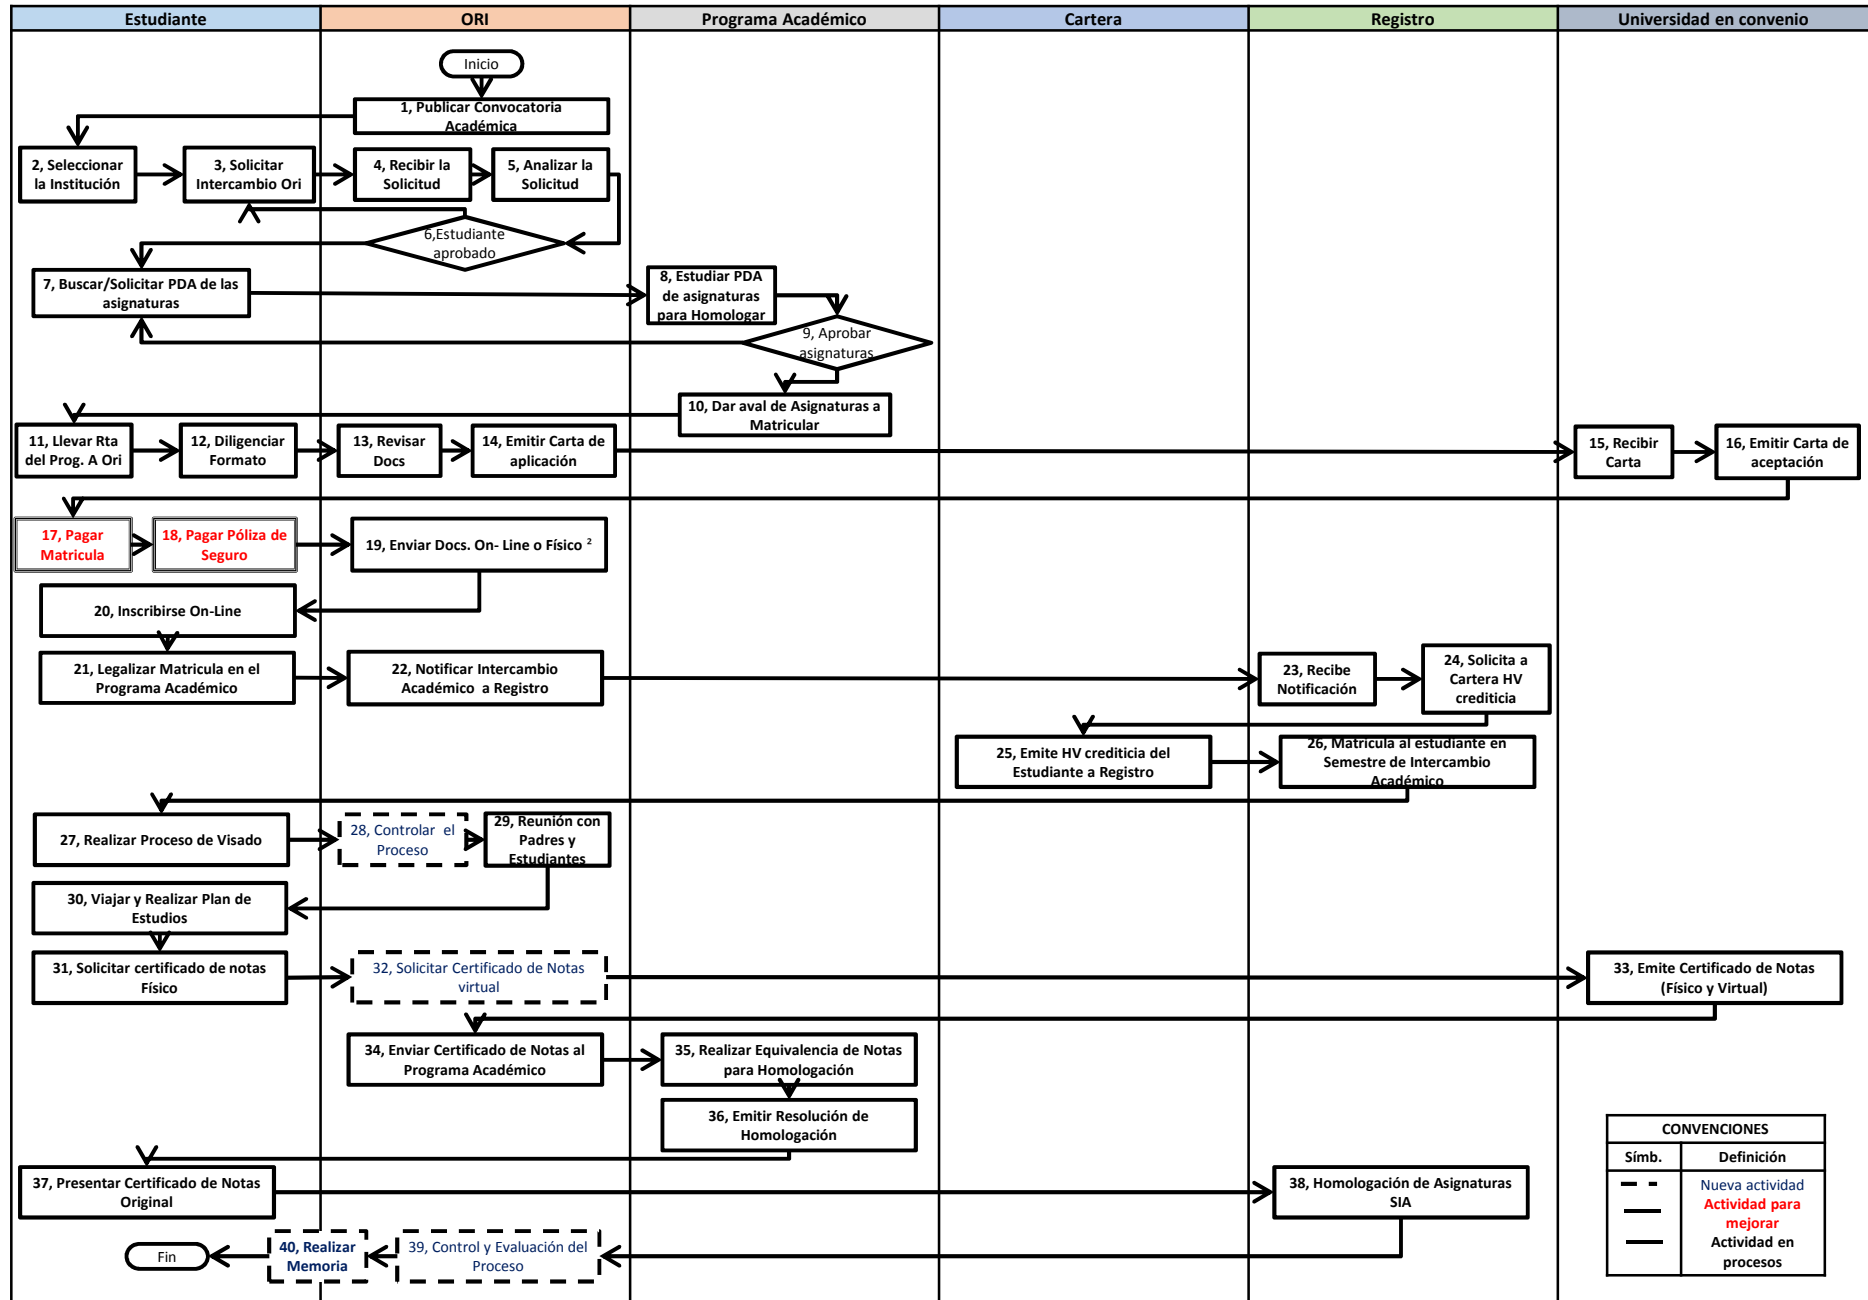 Estudiante
ORI
Programa Académico
Cartera
Registro
Universidad en convenio
Inicio
1, Publicar Convocatoria
Académica
2, Seleccionar
la Institución
3, Solicitar
Intercambio Ori
4, Recibir la
Solicitud
5, Analizar la
Solicitud
6,Estudiante
aprobado
7, Buscar/Solicitar PDA de las
asignaturas
8, Estudiar PDA
de asignaturas
para Homologar
9, Aprobar
asignaturas
10, Dar aval de Asignaturas a
Matricular
11, Llevar Rta
del Prog. A Ori
12, Diligenciar
Formato
13, Revisar
Docs
14, Emitir Carta de
aplicación
15, Recibir
Carta
16, Emitir Carta de
aceptación
17, Pagar
Matricula
18, Pagar Póliza de
Seguro
19, Enviar Docs. On- Line o Físico ²
20, Inscribirse On-Line
21, Legalizar Matricula en el
Programa Académico
22, Notificar Intercambio
Académico a Registro
23, Recibe
Notificación
24, Solicita a
Cartera HV
crediticia
25, Emite HV crediticia del
Estudiante a Registro
26, Matricula al estudiante en
Semestre de Intercambio
Académico
27, Realizar Proceso de Visado
28, Controlar el
Proceso
29, Reunión con
Padres y
Estudiantes
30, Viajar y Realizar Plan de
Estudios
31, Solicitar certificado de notas
Físico
32, Solicitar Certificado de Notas
virtual
33, Emite Certificado de Notas
(Físico y Virtual)
34, Enviar Certificado de Notas al
Programa Académico
35, Realizar Equivalencia de Notas
para Homologación
36, Emitir Resolución de
Homologación
37, Presentar Certificado de Notas
Original
38, Homologación de Asignaturas
SIA
39, Control y Evaluación del
Proceso
40, Realizar
Memoria
Fin
CONVENCIONES
Símb.
Definición
Nueva actividad
Actividad para
mejorar
Actividad en
procesos